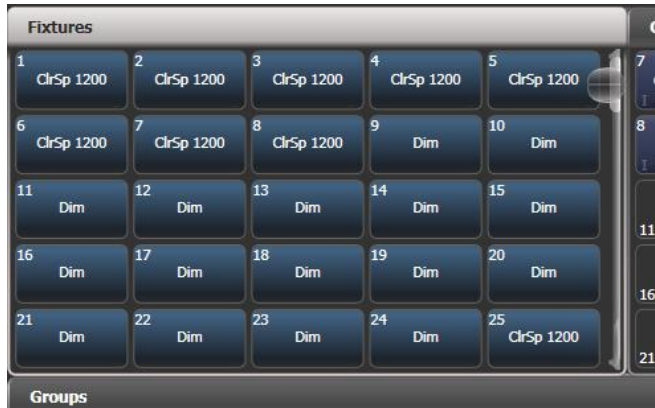 Fixtures
1 2 3 4 5 7
ClrSp 1200 ClrSp 1200 ClrSp 1200 ClrSp 1200 ClrSp 1200
6 7 8 9 10 8
ClrSp 1200 ClrSp 1200 ClrSp 1200 Dim Dim
11 12 13 14 15
Dim Dim Dim Dim Dim
11
16 17 18 19 20
Dim Dim Dim Dim Dim
16
21 22 23 24 25
Dim Dim Dim Dim ClrSp 1200
21
Groups